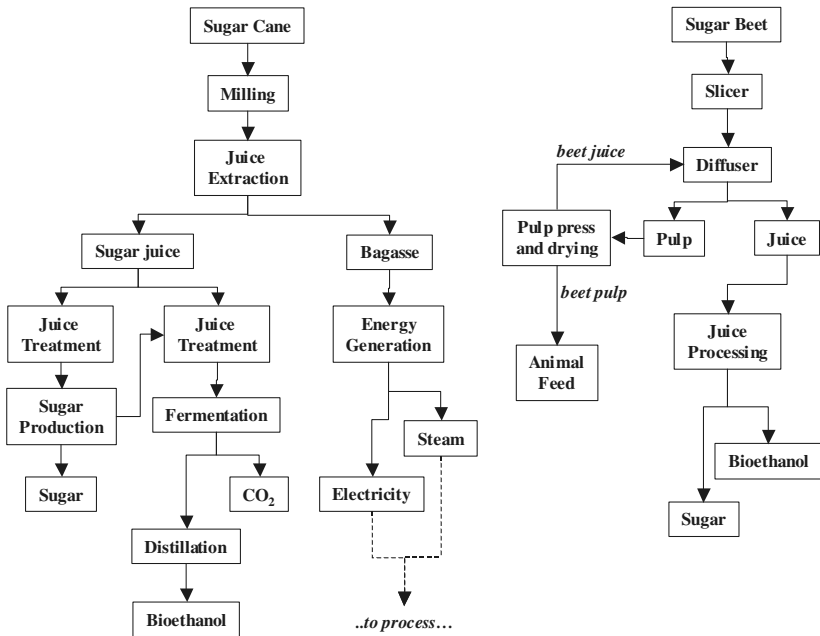 Sugar Cane
Milling
Juice
Extraction
Sugar juice
Bagasse
Juice
Treatment
Juice
Treatment
Energy
Generation
Sugar
Production
Fermentation
Steam
Sugar
CO₂
Electricity
Distillation
Bioethanol
..to process…
Sugar Beet
Slicer
beet juice
Diffuser
Pulp press
and drying
Pulp
Juice
beet pulp
Juice
Processing
Animal
Feed
Bioethanol
Sugar